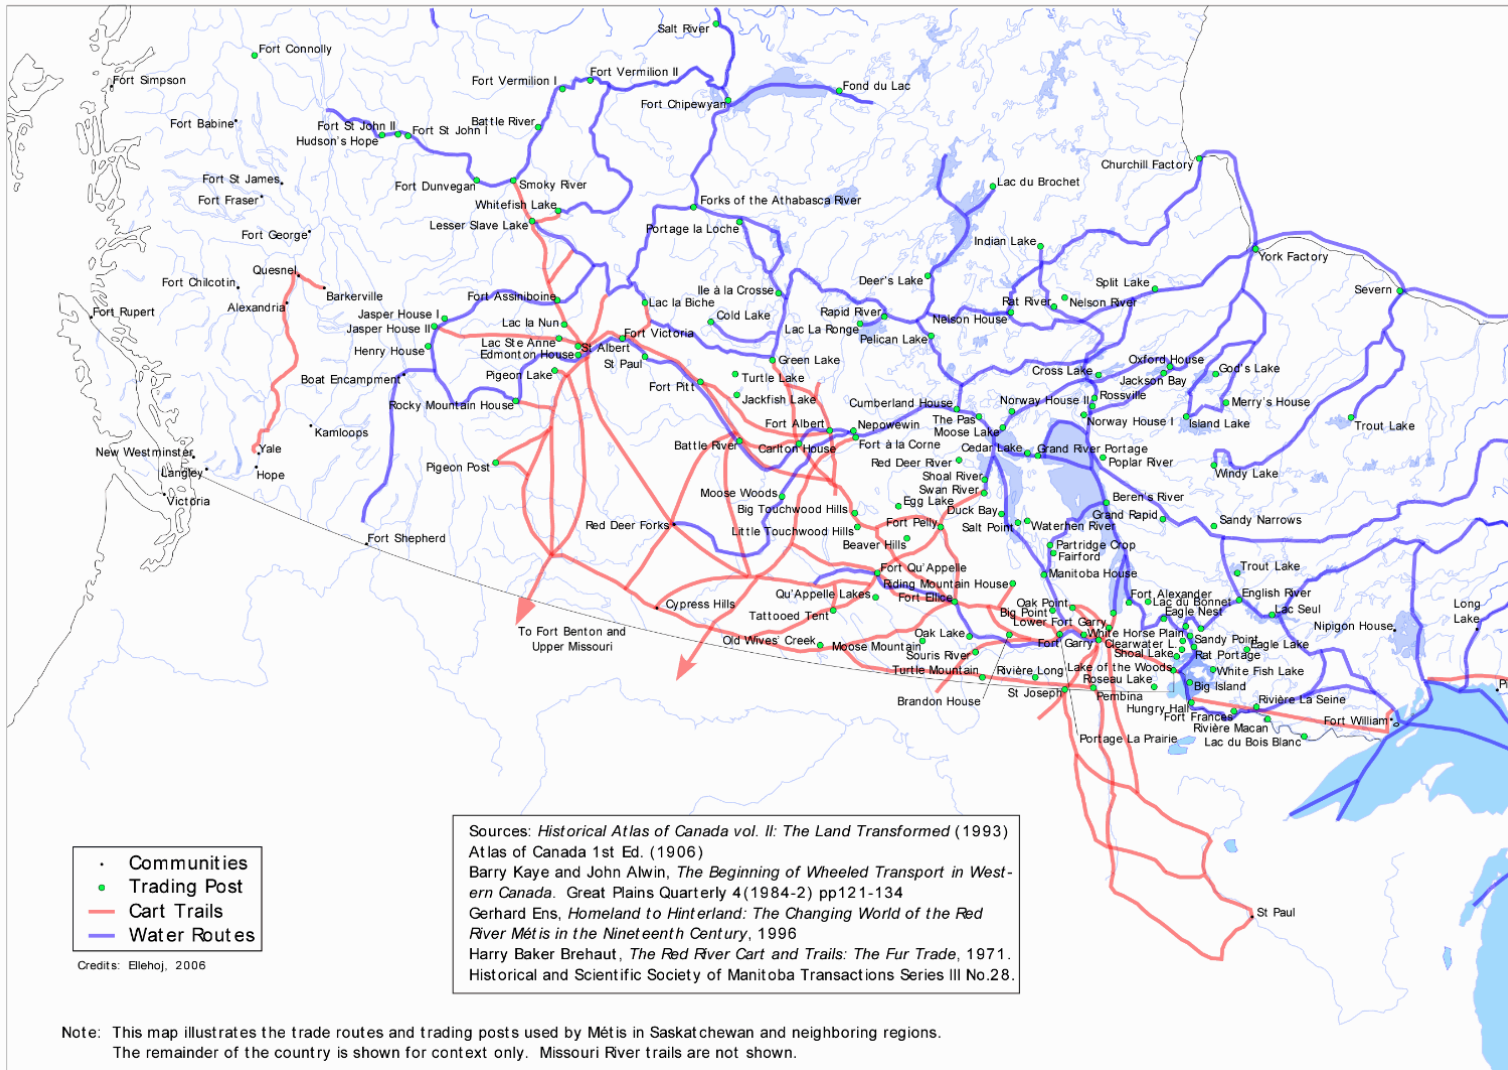 Salt River
Fort Connolly
Fort Simpson
Fort Vermilion I
Fort Vermilion II
Fond du Lac
Fort Chipewyan
Fort Babine
Fort St John II
Fort St John I
Hudson's Hope
Battle River
Churchill Factory
Fort St James
Fort Fraser
Fort Dunvegan
Smoky River
Lac du Brochet
Whitefish Lake
Forks of the Athabasca River
Lesser Slave Lake
Portage la Loche
Fort George
Indian Lake
York Factory
Quesnel
Fort Chilcotin
Barkerville
Alexandria
Fort Rupert
Fort Assiniboine
Lac la Biche
Ile à la Crosse
Deer's Lake
Split Lake
Severn
Rat River
Nelson River
Nelson House
Jasper House I
Jasper House II
Lac la Nun
Cold Lake
Rapid River
Lac La Ronge
Pelican Lake
Henry House
Lac Ste Anne
Edmonton House
St Albert
Fort Victoria
St Paul
Green Lake
Boat Encampment
Pigeon Lake
Fort Pitt
Turtle Lake
Jackfish Lake
Cross Lake
Oxford House
Jackson Bay
God's Lake
Rocky Mountain House
Cumberland House
The Pas
Moose Lake
Norway House II
Rossville
Norway House I
Merry's House
Island Lake
Trout Lake
Kamloops
Fort Albert
Nepowewin
Fort à la Corne
Battle River
Carlton House
Cedar Lake
Grand River Portage
Poplar River
New Westminster
Yale
Langley
Hope
Pigeon Post
Red Deer River
Shoal River
Swan River
Windy Lake
Victoria
Moose Woods
Egg Lake
Beren's River
Big Touchwood Hills
Duck Bay
Grand Rapid
Red Deer Forks
Little Touchwood Hills
Fort Pelly
Salt Point
Waterhen River
Sandy Narrows
Fort Shepherd
Beaver Hills
Partridge Crop
Fairford
Fort Qu'Appelle
Manitoba House
Trout Lake
Riding Mountain House
Qu'Appelle Lakes
Fort Ellice
Fort Alexander
English River
Cypress Hills
Tattooed Tent
Oak Point
Big Point
Lac du Bonnet
Eagle Nest
Lac Seul
Long
Lake
Lower Fort Garry
Nipigon House
To Fort Benton and
Upper Missouri
Old Wives' Creek
Moose Mountain
Oak Lake
Fort Garry
White Horse Plain
Clearwater L.
Sandy Point
Eagle Lake
Souris River
Shoal Lake
Rat Portage
Turtle Mountain
Rivière Long
Lake of the Woods
White Fish Lake
Roseau Lake
Big Island
Brandon House
St Joseph
Pembina
Hungry Hall
Rivière La Seine
Pi
Fort Frances
Fort William
Rivière Macan
Portage La Prairie
Lac du Bois Blanc
St Paul
Sources: Historical Atlas of Canada vol. II: The Land Transformed (1993)
Atlas of Canada 1st Ed. (1906)
Barry Kaye and John Alwin, The Beginning of Wheeled Transport in West-
ern Canada. Great Plains Quarterly 4(1984-2) pp121-134
Gerhard Ens, Homeland to Hinterland: The Changing World of the Red
River Métis in the Nineteenth Century, 1996
Harry Baker Brehaut, The Red River Cart and Trails: The Fur Trade, 1971.
Historical and Scientific Society of Manitoba Transactions Series III No.28.
Communities
Trading Post
Cart Trails
Water Routes
Credits: Ellehoj, 2006
Note: This map illustrates the trade routes and trading posts used by Métis in Saskatchewan and neighboring regions.
The remainder of the country is shown for context only. Missouri River trails are not shown.